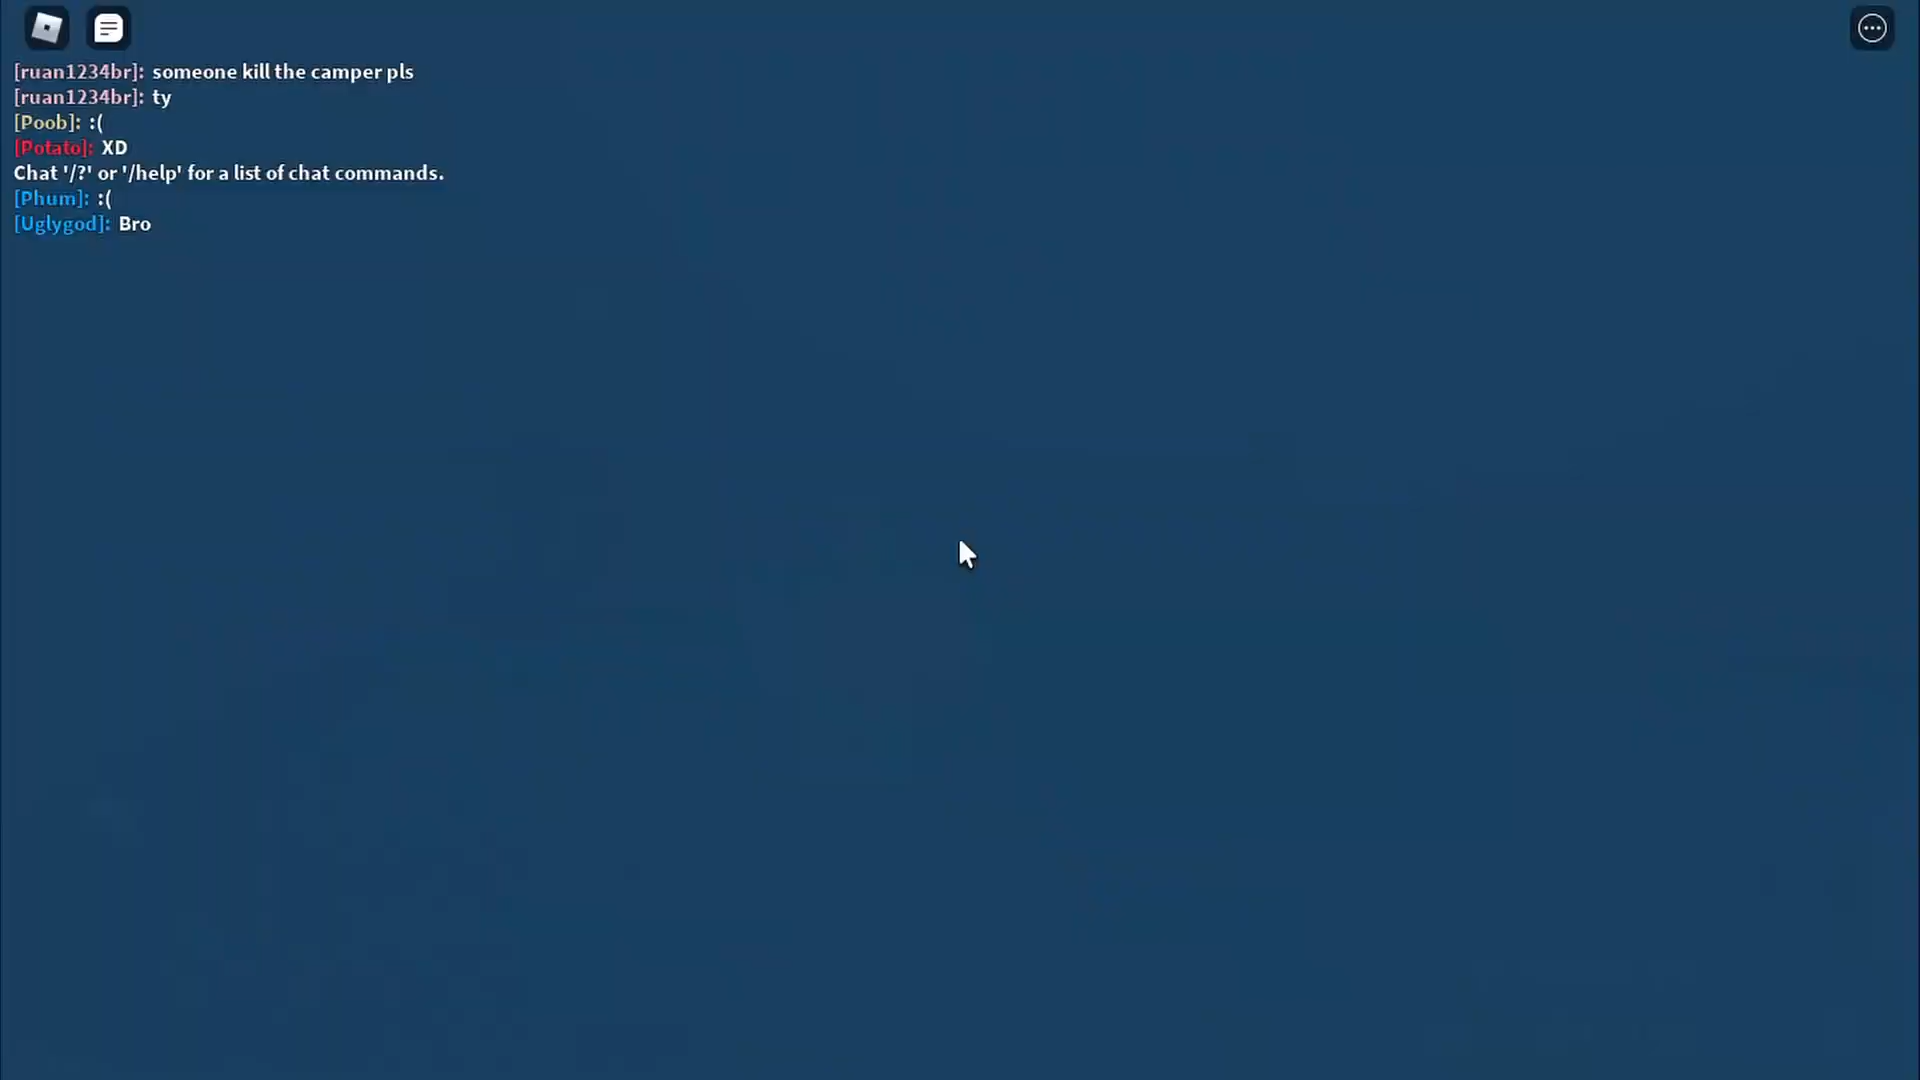 [ruan1234br]: someone kill the camper pls
[ruan1234br]: ty
[Poob]: :(
[Potato]: XD
Chat '/?' or '/help' for a list of chat commands.
[Phum]: :(
[Uglygod]: Bro